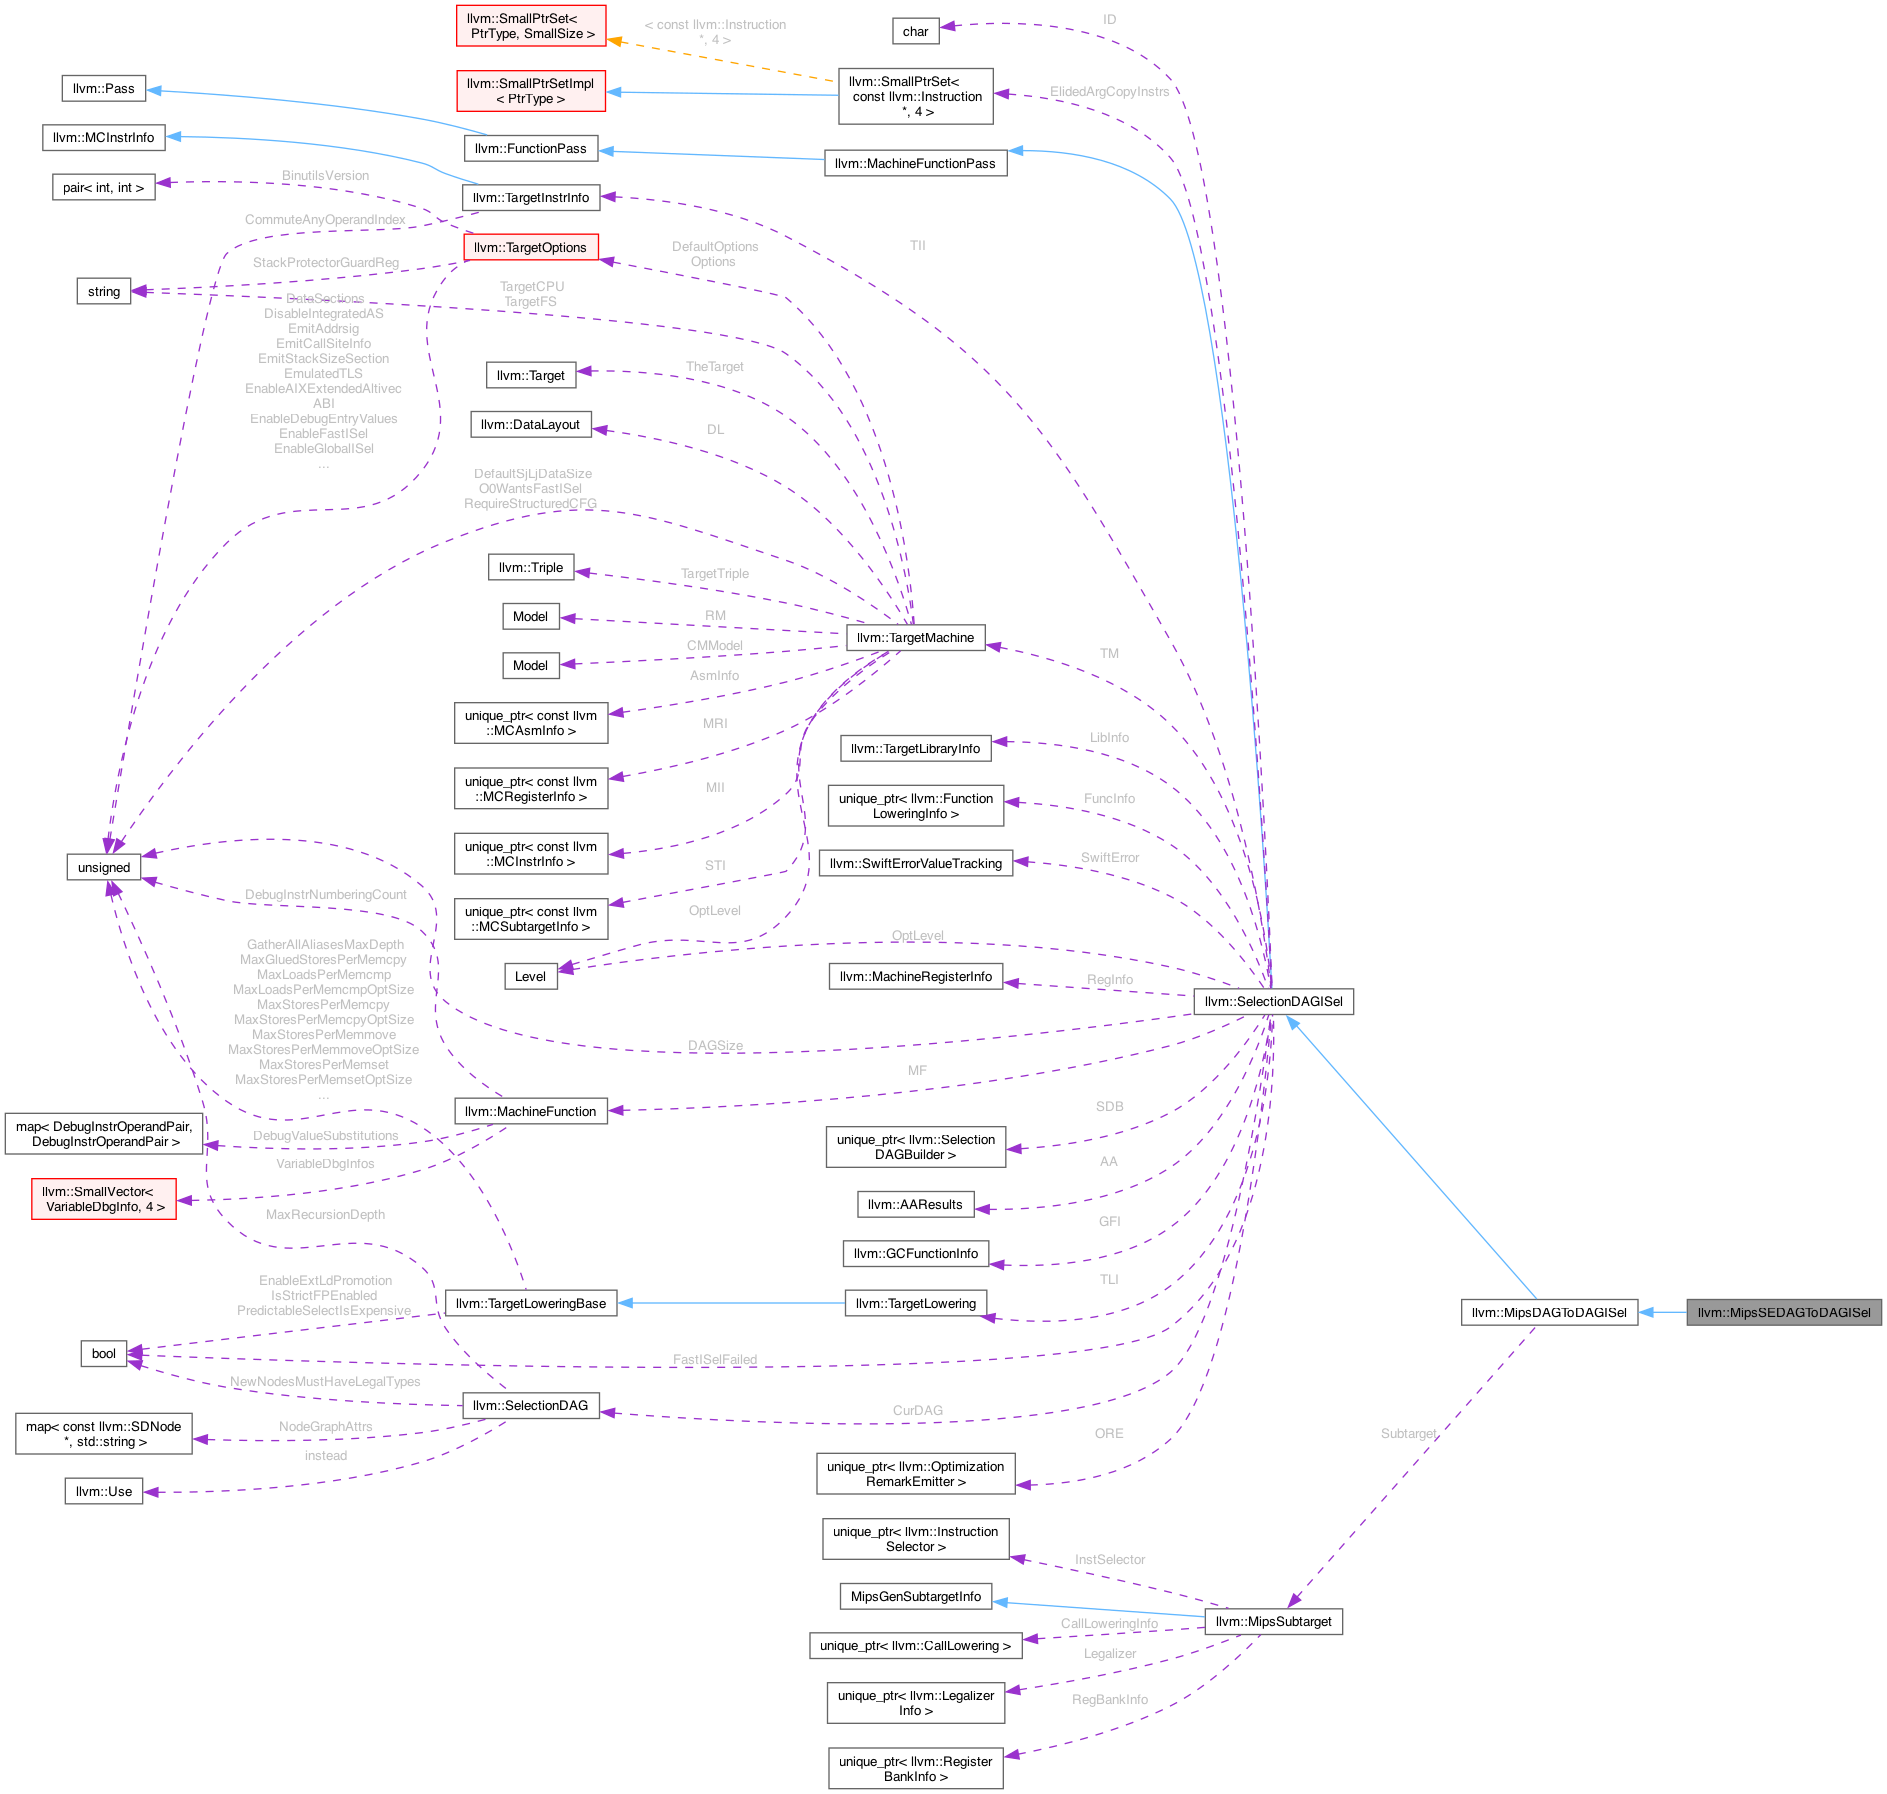 llvm::SmallPtrSet<
PtrType, SmallSize >
< const llvm::Instruction
*, 4 >
char
ID
llvm::Pass
llvm::SmallPtrSetImpl
< PtrType >
llvm::SmallPtrSet<
const llvm::Instruction
*, 4 >
ElidedArgCopyInstrs
llvm::MCInstrInfo
llvm::FunctionPass
llvm::MachineFunctionPass
pair< int, int >
BinutilsVersion
llvm::TargetInstrInfo
CommuteAnyOperandIndex
llvm::TargetOptions
DefaultOptions
Options
TII
StackProtectorGuardReg
string
TargetCPU
TargetFS
DataSections
DisableIntegratedAS
EmitAddrsig
EmitCallSiteInfo
EmitStackSizeSection
EmulatedTLS
EnableAIXExtendedAltivec
ABI
EnableDebugEntryValues
EnableFastISel
EnableGlobalISel
...
llvm::Target
TheTarget
llvm::DataLayout
DL
DefaultSjLjDataSize
O0WantsFastISel
RequireStructuredCFG
llvm::Triple
TargetTriple
Model
RM
llvm::TargetMachine
Model
CMModel
TM
AsmInfo
unique_ptr< const llvm
::MCAsmInfo >
MRI
llvm::TargetLibraryInfo
LibInfo
unique_ptr< const llvm
::MCRegisterInfo >
MII
unique_ptr< llvm::Function
LoweringInfo >
FuncInfo
unique_ptr< const llvm
::MCInstrInfo >
STI
llvm::SwiftErrorValueTracking
SwiftError
unsigned
DebugInstrNumberingCount
unique_ptr< const llvm
::MCSubtargetInfo >
OptLevel
OptLevel
Level
llvm::MachineRegisterInfo
RegInfo
llvm::SelectionDAGISel
GatherAllAliasesMaxDepth
MaxGluedStoresPerMemcpy
MaxLoadsPerMemcmp
MaxLoadsPerMemcmpOptSize
MaxStoresPerMemcpy
MaxStoresPerMemcpyOptSize
MaxStoresPerMemmove
MaxStoresPerMemmoveOptSize
MaxStoresPerMemset
MaxStoresPerMemsetOptSize
...
DAGSize
MF
llvm::MachineFunction
SDB
map< DebugInstrOperandPair,
DebugInstrOperandPair >
DebugValueSubstitutions
unique_ptr< llvm::Selection
DAGBuilder >
VariableDbgInfos
AA
llvm::SmallVector<
VariableDbgInfo, 4 >
llvm::AAResults
MaxRecursionDepth
GFI
llvm::GCFunctionInfo
EnableExtLdPromotion
IsStrictFPEnabled
PredictableSelectIsExpensive
TLI
llvm::TargetLoweringBase
llvm::TargetLowering
llvm::MipsDAGToDAGISel
llvm::MipsSEDAGToDAGISel
bool
FastISelFailed
NewNodesMustHaveLegalTypes
llvm::SelectionDAG
CurDAG
map< const llvm::SDNode
*, std::string >
NodeGraphAttrs
ORE
Subtarget
instead
llvm::Use
unique_ptr< llvm::Optimization
RemarkEmitter >
unique_ptr< llvm::Instruction
Selector >
InstSelector
MipsGenSubtargetInfo
llvm::MipsSubtarget
CallLoweringInfo
unique_ptr< llvm::CallLowering >
Legalizer
unique_ptr< llvm::Legalizer
Info >
RegBankInfo
unique_ptr< llvm::Register
BankInfo >